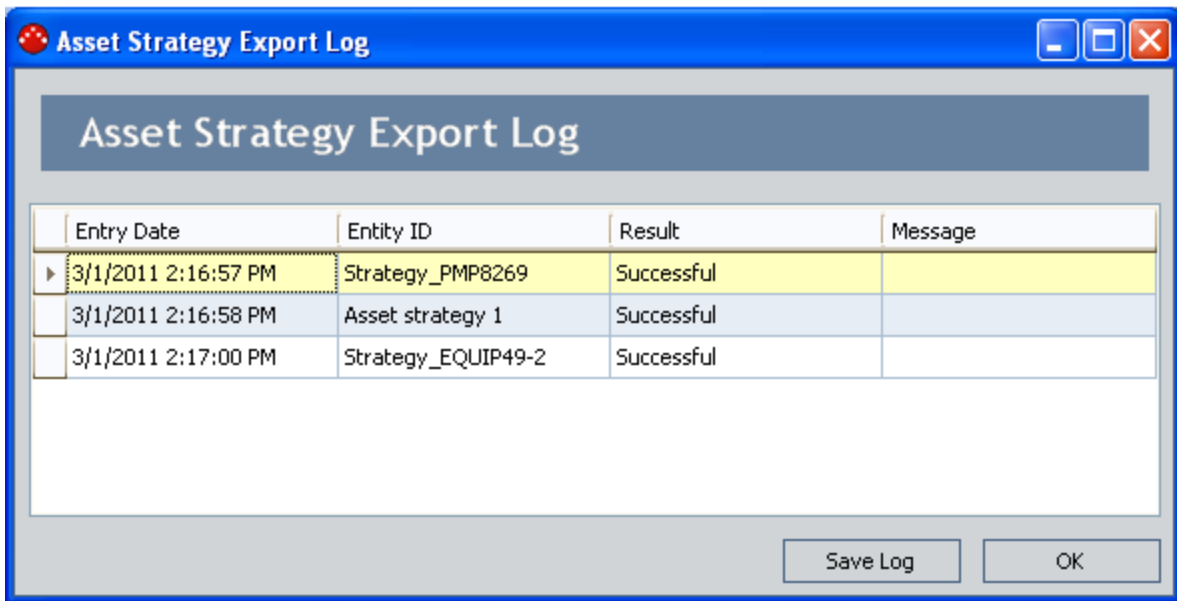 Asset Strategy Export Log
Asset Strategy Export Log
Entry Date Entity ID Result Message
3/1/2011 2:16:57 PM Strategy_PMP8269 Successful
3/1/2011 2:16:58 PM Asset strategy 1 Successful
3/1/2011 2:17:00 PM Strategy_EQUIP49-2 Successful
Save Log OK